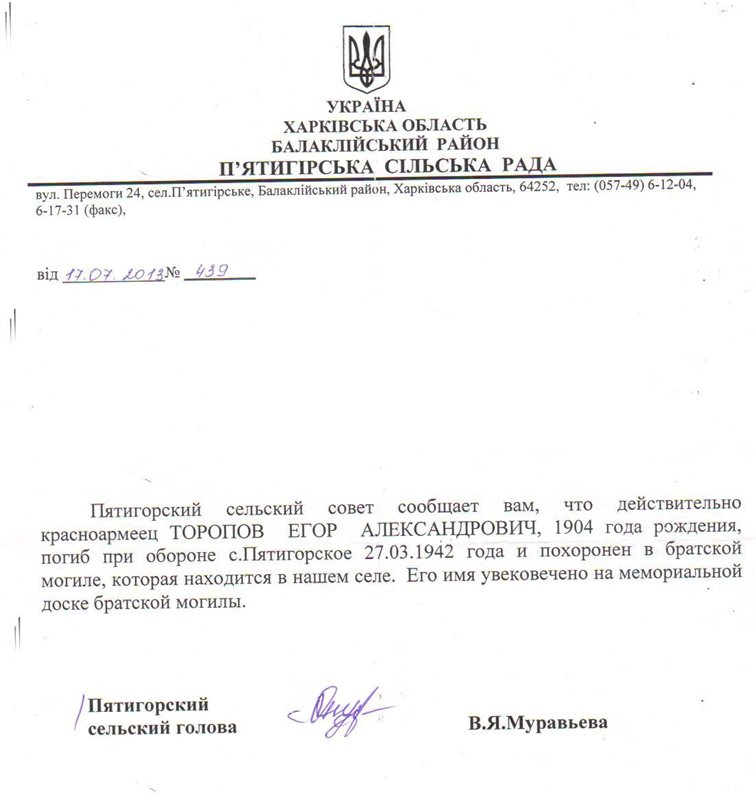 УКРАЇНА
ХАРКІВСЬКА ОБЛАСТЬ
БАЛАКЛІЙСЬКИЙ РАЙОН
П’ЯТИГІРСЬКА СІЛЬСЬКА РАДА
вул. Перемоги 24, сел.П’ятигірське, Балаклійський район, Харківська область, 64252, тел: (057-49) 6-12-04,
6-17-31 (факс),
від 17.07. 2013 № 439
Пятигорский сельский совет сообщает вам, что действительно
красноармеец ТОРОПОВ ЕГОР АЛЕКСАНДРОВИЧ, 1904 года рождения,
погиб при обороне с.Пятигорское 27.03.1942 года и похоронен в братской
могиле, которая находится в нашем селе. Его имя увековечено на мемориальной
доске братской могилы.
Пятигорский
сельский голова В.Я.Муравьева